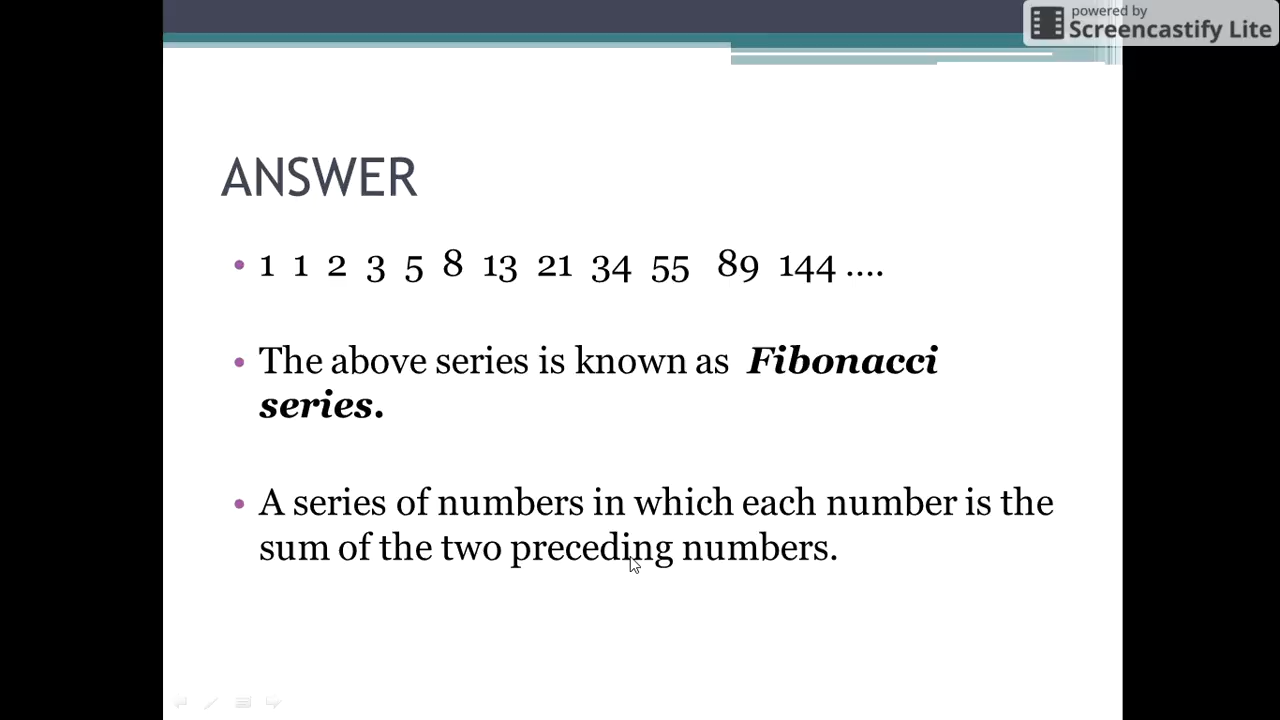 powered by
Screencastify Lite
ANSWER
• 1 1 2 3 5 8 13 21 34 55 89 144 ....
• The above series is known as Fibonacci
series.
• A series of numbers in which each number is the
sum of the two preceding numbers.